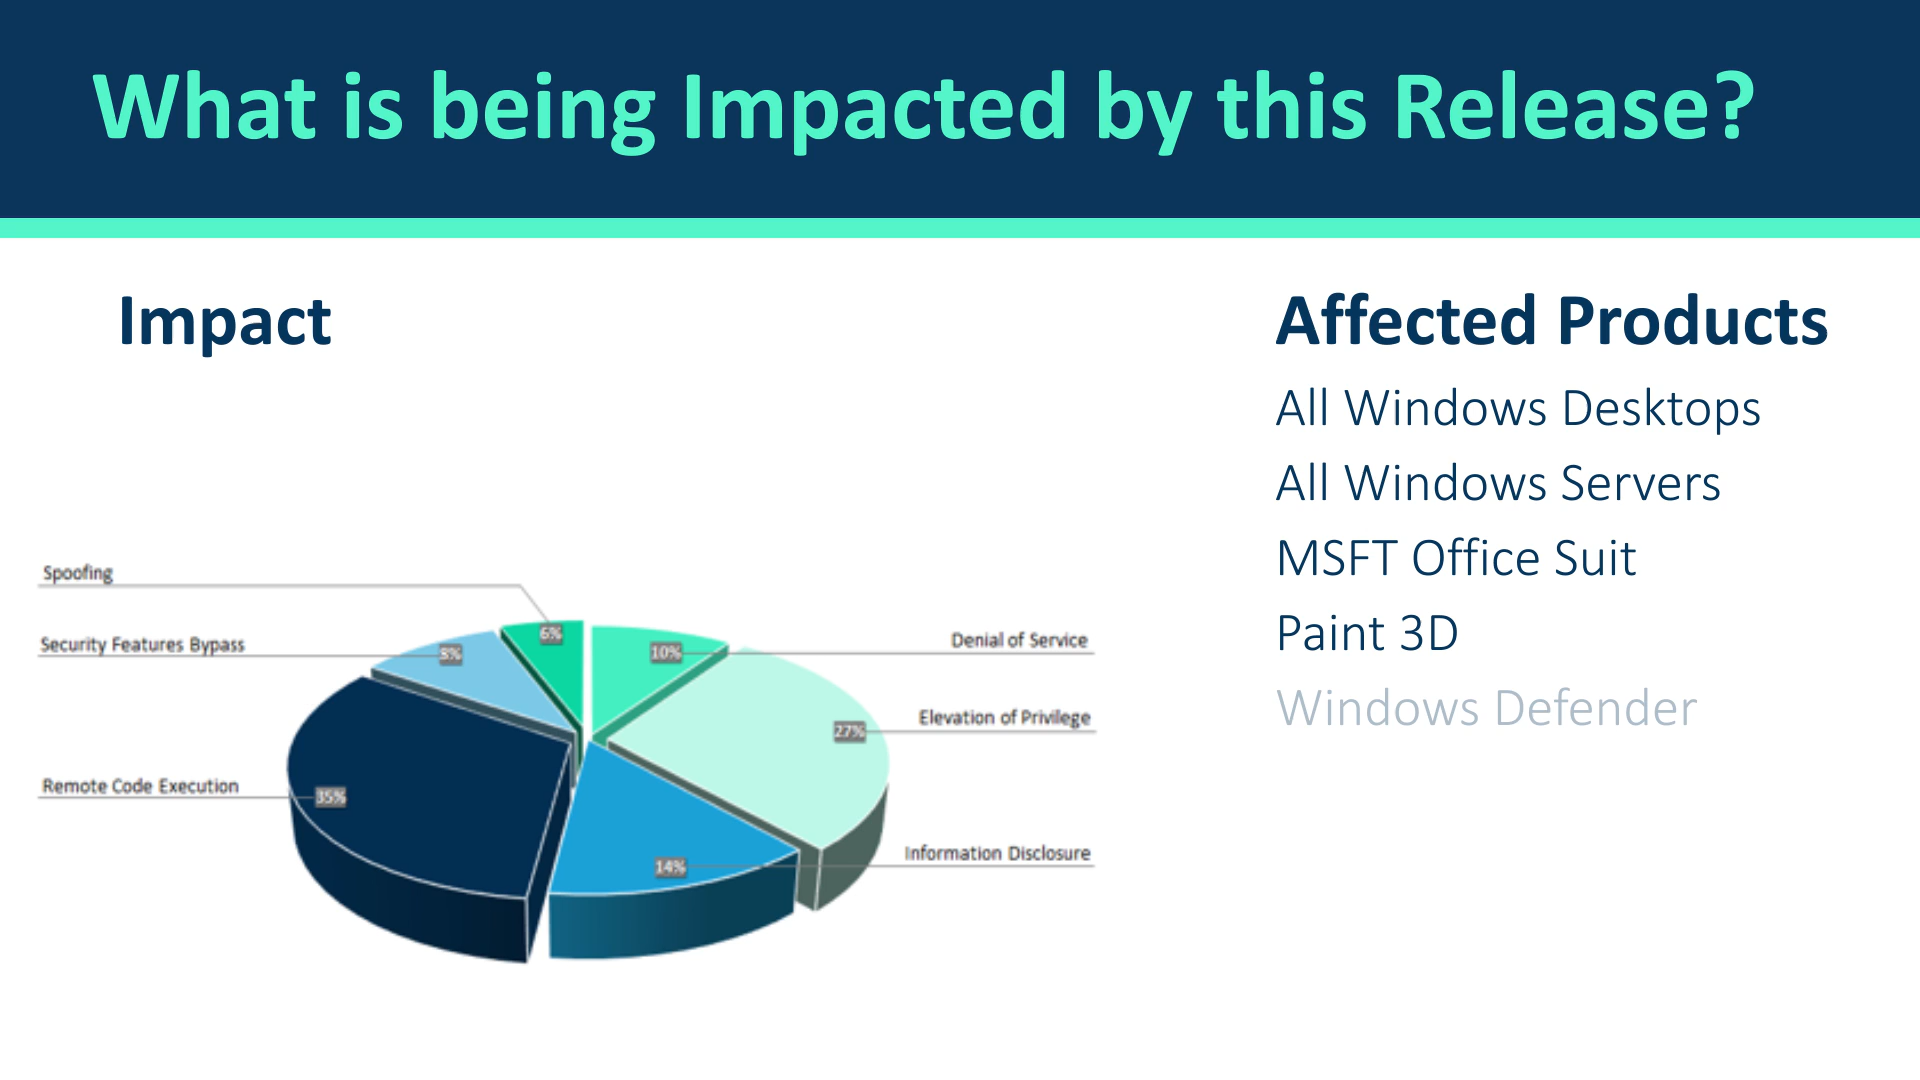 What is being Impacted by this Release?
Impact
Affected Products
All Windows Desktops
All Windows Servers
MSFT Office Suit
Paint 3D
Windows Defender
Spoofing
6%
Security Features Bypass
8%
Remote Code Execution
35%
10%
Denial of Service
27%
Elevation of Privilege
14%
Information Disclosure